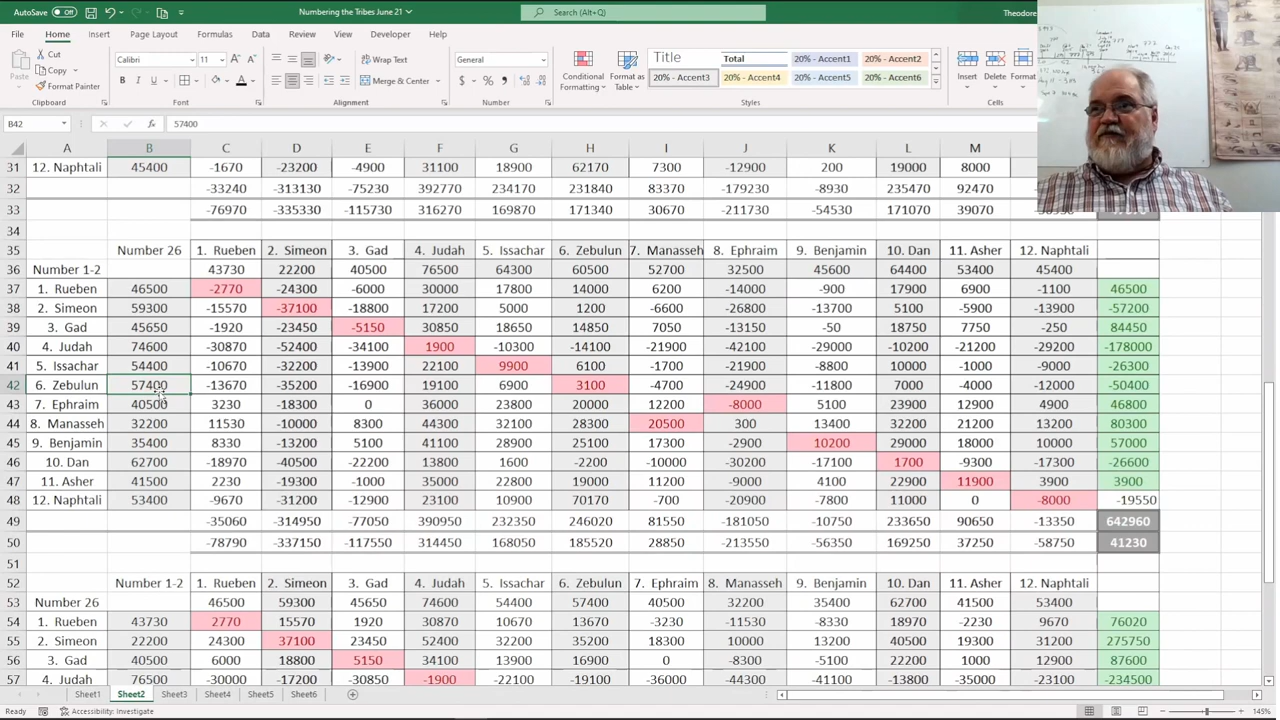 AutoSave Off Numbering the Tribes June 21 Search (Alt+Q) Theodore
File Home Insert Page Layout Formulas Data Review View Developer
Paste Cut Copy Format Painter Clipboard
Calibri 11 B I U Font
Wrap Text Merge & Center Alignment
General $ % Number
Conditional Formatting Format as Table
Title Total 20% - Accent1 20% - Accent2
20% - Accent3 20% - Accent4 20% - Accent5 20% - Accent6 Styles
Insert Delete Format Cells
B42 57400
A B C D E F G H I J K L M
31 12. Naphtali 45400 -1670 -23200 -4900 31100 18900 62170 7300 -12900 200 19000 8000
32 -33240 -313130 -75230 392770 234170 231840 83370 -179230 -8930 235470 92470
33 -76970 -335330 -115730 316270 169870 171340 30670 -211730 -54530 171070 39070
34
35 Number 26 1. Rueben 2. Simeon 3. Gad 4. Judah 5. Issachar 6. Zebulun 7. Manasseh 8. Ephraim 9. Benjamin 10. Dan 11. Asher 12. Naphtali
36 Number 1-2 43730 22200 40500 76500 64300 60500 52700 32500 45600 64400 53400 45400
37 1. Rueben 46500 -2770 -24300 -6000 30000 17800 14000 6200 -14000 -900 17900 6900 -1100 46500
38 2. Simeon 59300 -15570 -37100 -18800 17200 5000 1200 -6600 -26800 -13700 5100 -5900 -13900 -57200
39 3. Gad 45650 -1920 -23450 -5150 30850 18650 14850 7050 -13150 -50 18750 7750 -250 84450
40 4. Judah 74600 -30870 -52400 -34100 1900 -10300 -14100 -21900 -42100 -29000 -10200 -21200 -29200 -178000
41 5. Issachar 54400 -10670 -32200 -13900 22100 9900 6100 -1700 -21900 -8800 10000 -1000 -9000 -26300
42 6. Zebulun 57400 -13670 -35200 -16900 19100 6900 3100 -4700 -24900 -11800 7000 -4000 -12000 -50400
43 7. Ephraim 40500 3230 -18300 0 36000 23800 20000 12200 -8000 5100 23900 12900 4900 46800
44 8. Manasseh 32200 11530 -10000 8300 44300 32100 28300 20500 300 13400 32200 21200 13200 80300
45 9. Benjamin 35400 8330 -13200 5100 41100 28900 25100 17300 -2900 10200 29000 18000 10000 57000
46 10. Dan 62700 -18970 -40500 -22200 13800 1600 -2200 -10000 -30200 -17100 1700 -9300 -17300 -26600
47 11. Asher 41500 2230 -19300 -1000 35000 22800 19000 11200 -9000 4100 22900 11900 3900 3900
48 12. Naphtali 53400 -9670 -31200 -12900 23100 10900 70170 -700 -20900 -7800 11000 0 -8000 -19550
49 -35060 -314950 -77050 390950 232350 246020 81550 -181050 -10750 233650 90650 -13350 642960
50 -78790 -337150 -117550 314450 168050 185520 28850 -213550 -56350 169250 37250 -58750 41230
51
52 Number 1-2 1. Rueben 2. Simeon 3. Gad 4. Judah 5. Issachar 6. Zebulun 7. Ephraim 8. Manasseh 9. Benjamin 10. Dan 11. Asher 12. Naphtali
53 Number 26 46500 59300 45650 74600 54400 57400 40500 32200 35400 62700 41500 53400
54 1. Rueben 43730 2770 15570 1920 30870 10670 13670 -3230 -11530 -8330 18970 -2230 9670 76020
55 2. Simeon 22200 24300 37100 23450 52400 32200 35200 18300 10000 13200 40500 19300 31200 275750
56 3. Gad 40500 6000 18800 5150 34100 13900 16900 0 -8300 -5100 22200 1000 12900 87600
57 4. Judah 76500 -30000 -17200 -30850 -1900 -22100 -19100 -36000 -44300 -41100 -13800 -35000 -23100 -234500
Sheet1 Sheet2 Sheet3 Sheet4 Sheet5 Sheet6
Ready Accessibility: Investigate 145%